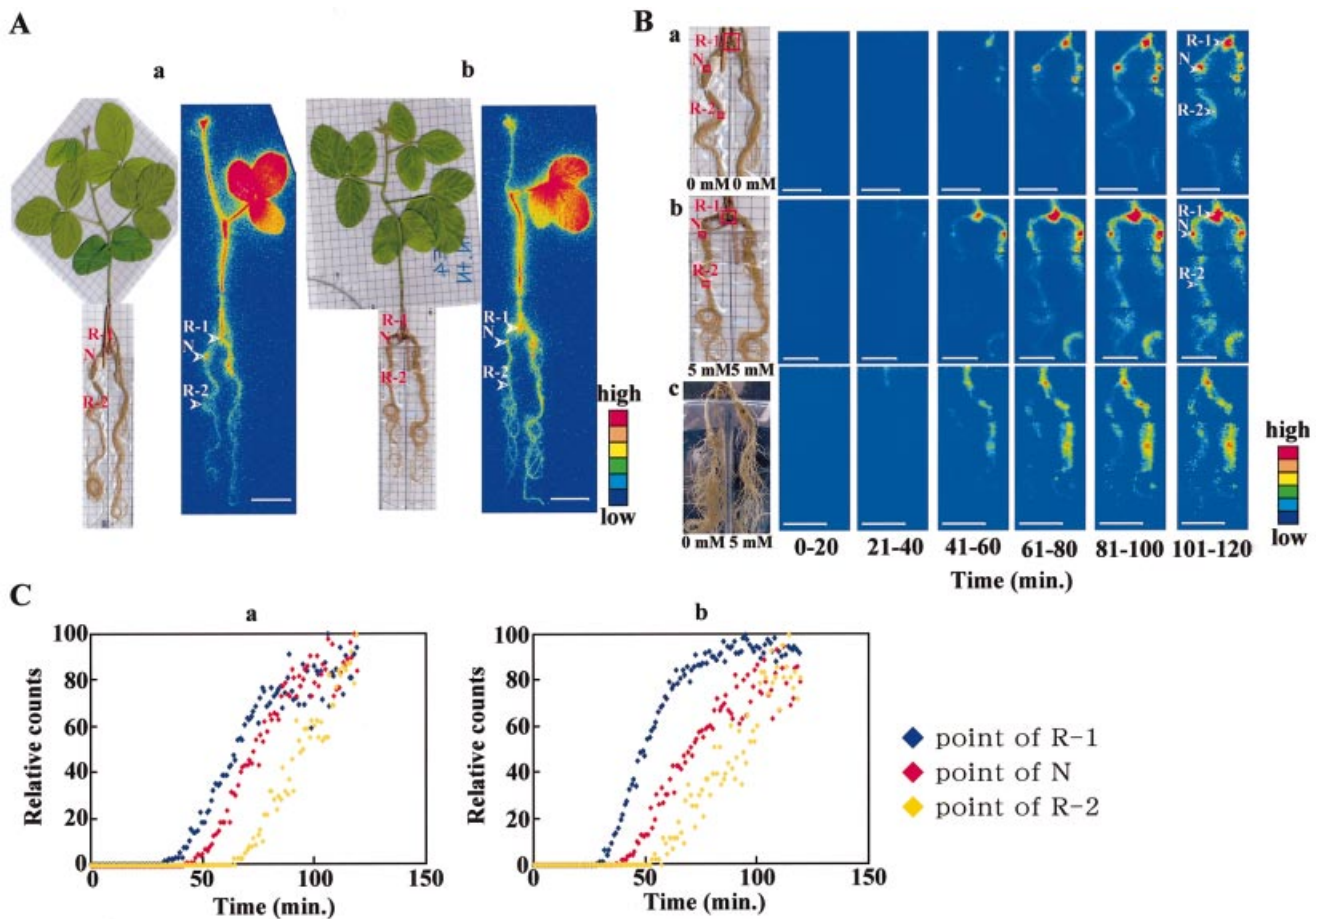 A
a
b
R-1
N
R-2
R-1
N
R-2
R-1
N
R-2
R-1
N
R-2
high
low
B
a
R-1
N
R-2
0 mM 0 mM
R-1
N
R-2
b
R-1
N
R-2
5 mM 5 mM
R-1
N
R-2
c
0 mM 5 mM
0-20 21-40 41-60 61-80 81-100 101-120
Time (min.)
high
low
C
a
Relative counts
100
80
60
40
20
0
0 50 100 150
Time (min.)
b
Relative counts
100
80
60
40
20
0
0 50 100 150
Time (min.)
point of R-1
point of N
point of R-2